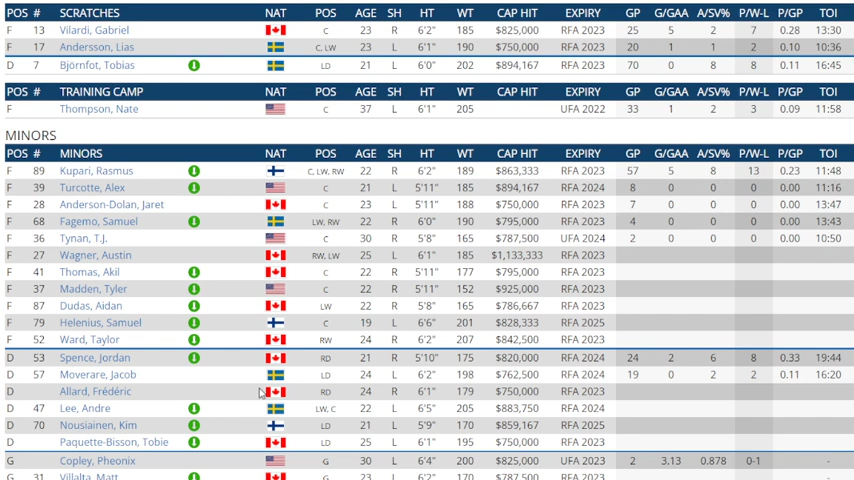 POS # SCRATCHES NAT POS AGE SH HT WT CAP HIT EXPIRY GP G/GAA A/SV% P/W-L P/GP TOI
F 13 Vilardi, Gabriel C 23 R 6'2" 185 $825,000 RFA 2023 25 5 2 7 0.28 13:30
F 17 Andersson, Lias C, LW 23 L 6'1" 190 $750,000 RFA 2023 20 1 1 2 0.10 10:36
D 7 Björnfot, Tobias LD 21 L 6'0" 202 $894,167 RFA 2023 70 0 8 8 0.11 16:45
POS # TRAINING CAMP NAT POS AGE SH HT WT CAP HIT EXPIRY GP G/GAA A/SV% P/W-L P/GP TOI
F Thompson, Nate C 37 L 6'1" 205 UFA 2022 33 1 2 3 0.09 11:58
MINORS
POS # MINORS NAT POS AGE SH HT WT CAP HIT EXPIRY GP G/GAA A/SV% P/W-L P/GP TOI
F 89 Kupari, Rasmus C, LW, RW 22 R 6'2" 189 $863,333 RFA 2023 57 5 8 13 0.23 11:48
F 39 Turcotte, Alex C 21 L 5'11" 189 $894,167 RFA 2024 8 0 0 0 0.00 11:16
F 28 Anderson-Dolan, Jaret C 23 L 5'11" 188 $750,000 RFA 2023 7 0 0 0 0.00 13:47
F 68 Fagemo, Samuel LW, RW 22 R 6'0" 190 $795,000 RFA 2023 4 0 0 0 0.00 13:43
F 36 Tynan, T.J. C 30 R 5'8" 165 $787,500 UFA 2024 2 0 0 0 0.00 10:50
F 27 Wagner, Austin RW, LW 25 L 6'1" 185 $1,133,333 RFA 2023
F 41 Thomas, Akil C 22 R 5'11" 177 $795,000 RFA 2023
F 37 Madden, Tyler C 22 R 5'11" 152 $925,000 RFA 2023
F 87 Dudas, Aidan LW 22 R 5'8" 165 $786,667 RFA 2023
F 79 Helenius, Samuel C 19 L 6'6" 201 $828,333 RFA 2025
F 52 Ward, Taylor RW 24 R 6'2" 207 $842,500 RFA 2023
D 53 Spence, Jordan RD 21 R 5'10" 175 $820,000 RFA 2024 24 2 6 8 0.33 19:44
D 57 Moverare, Jacob LD 24 L 6'2" 198 $762,500 RFA 2024 19 0 2 2 0.11 16:20
D Allard, Frédéric RD 24 R 6'1" 179 $750,000 RFA 2023
D 47 Lee, Andre LW, C 22 L 6'5" 205 $883,750 RFA 2024
D 70 Nousiainen, Kim LD 21 L 5'9" 170 $859,167 RFA 2025
D Paquette-Bisson, Tobie LD 25 L 6'1" 195 $750,000 RFA 2023
G Copley, Pheonix G 30 L 6'4" 200 $825,000 UFA 2023 2 3.13 0.878 0-1 -
G 31 Villalta, Matt G 23 L 6'2" 170 $787,500 RFA 2023 -